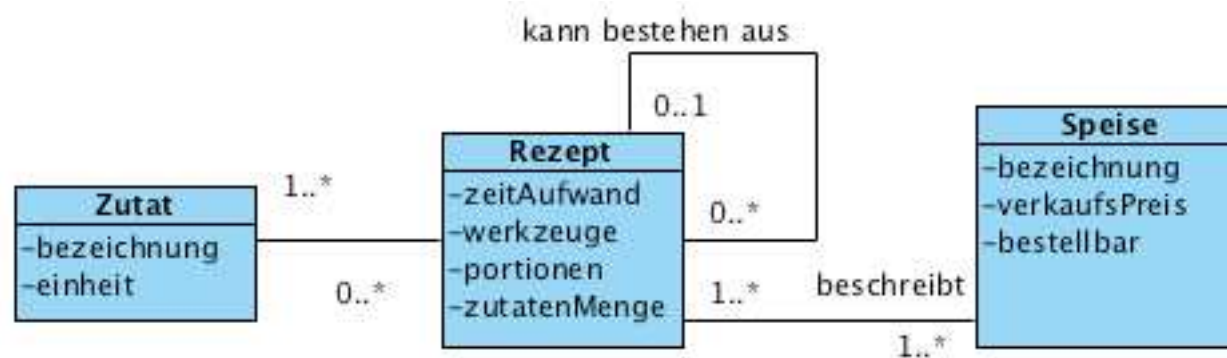 kann bestehen aus
0..1
Speise
-bezeichnung
-verkaufsPreis
-bestellbar
Rezept
-zeitAufwand
-werkzeuge
-portionen
-zutatenMenge
1..*
Zutat
-bezeichnung
-einheit
0..*
0..*
1..*
beschreibt
1..*